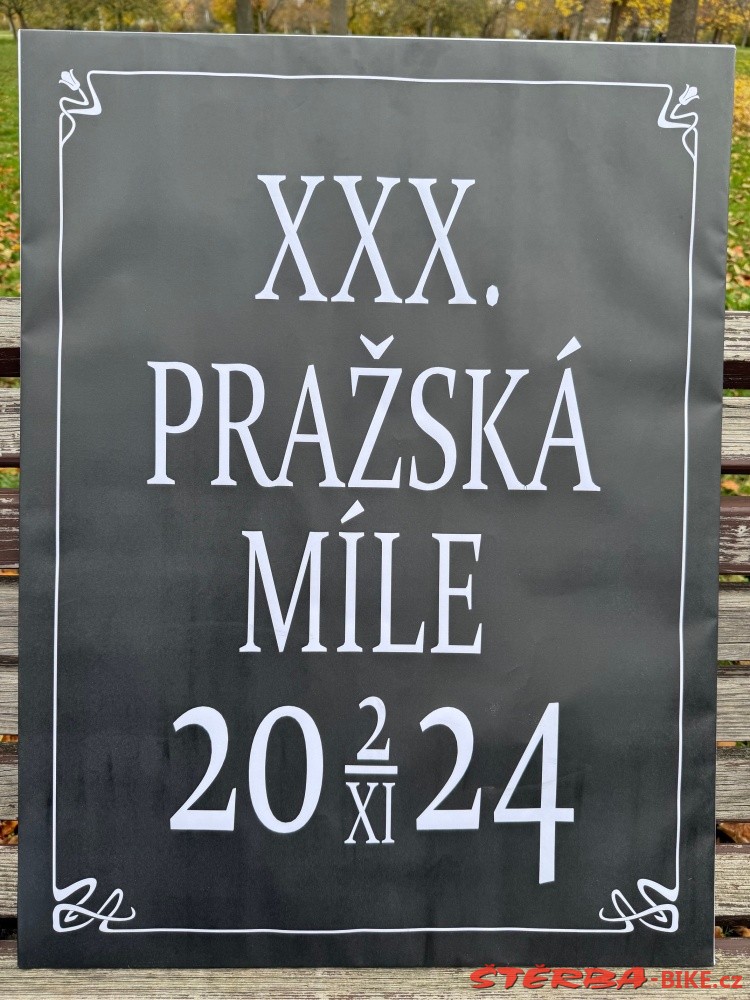 XXX.
PRAŽSKÁ
MÍLE
20 2/XI 24
ŠTĚRBA-BIKE.cz